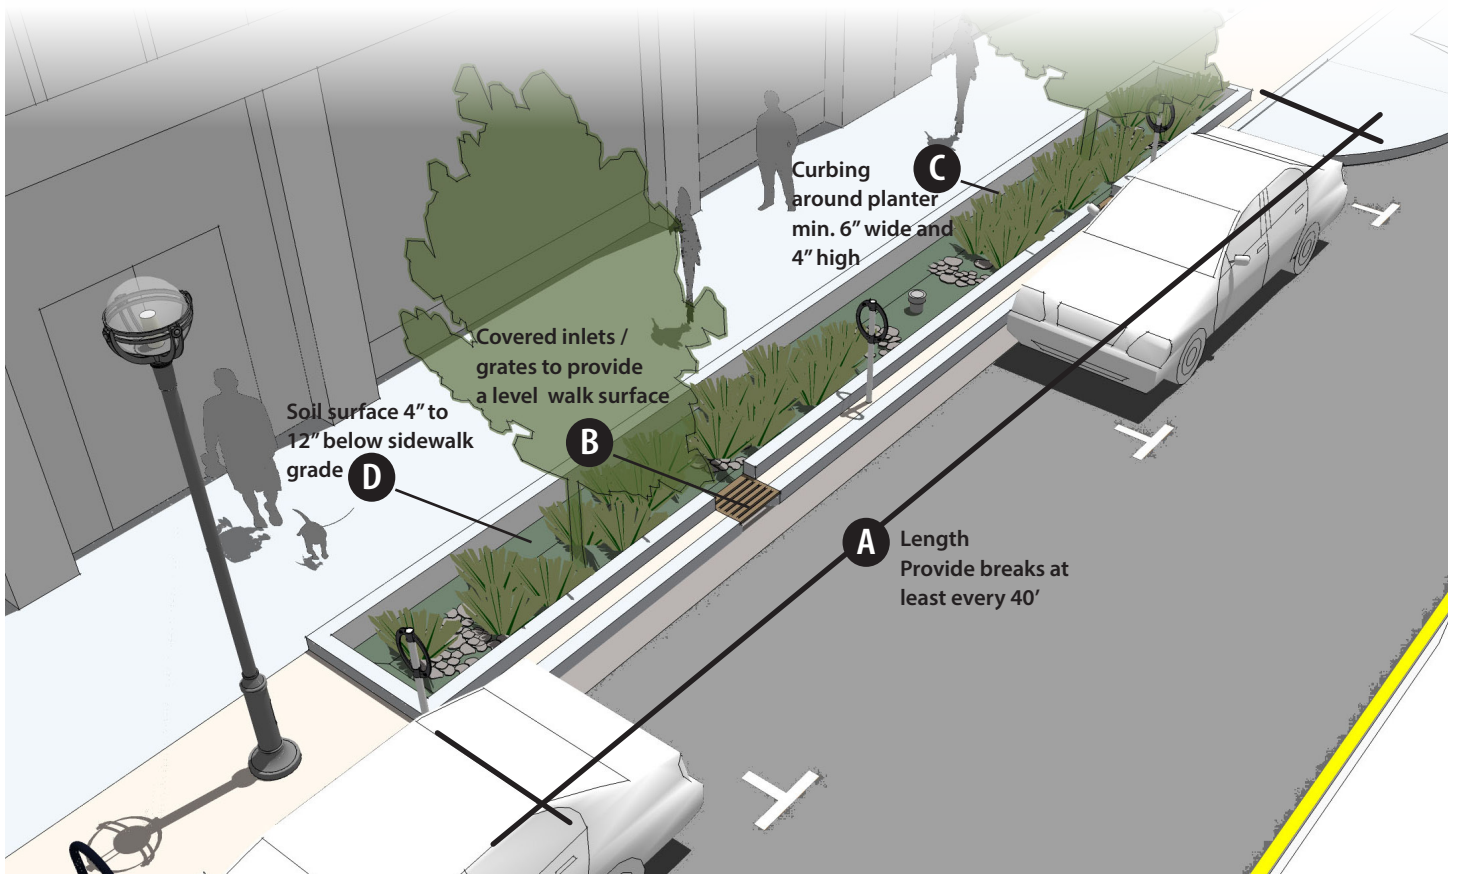 C
Curbing
around planter
min. 6” wide and
4” high
Covered inlets /
grates to provide
a level walk surface
B
Soil surface 4” to
12” below sidewalk
grade
D
A
Length
Provide breaks at
least every 40’